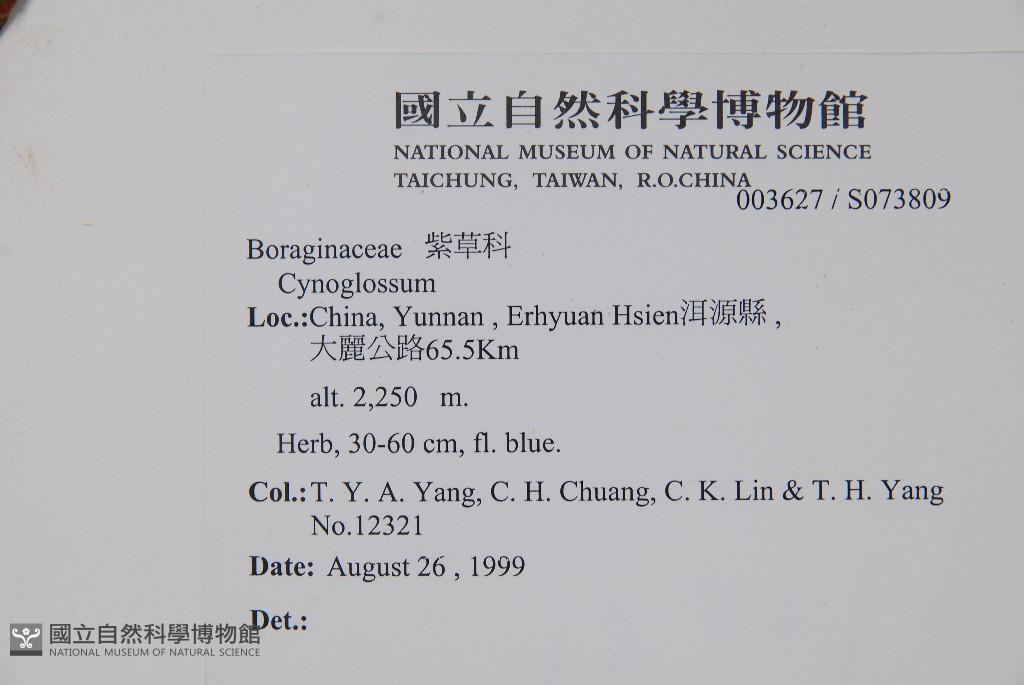 國立自然科學博物館
NATIONAL MUSEUM OF NATURAL SCIENCE
TAICHUNG, TAIWAN, R.O.CHINA
003627 / S073809
Boraginaceae 紫草科
Cynoglossum
Loc.:China, Yunnan , Erhyuan Hsien洱源縣 ,
大麗公路65.5Km
alt. 2,250 m.
Herb, 30-60 cm, fl. blue.
Col.: T. Y. A. Yang, C. H. Chuang, C. K. Lin & T. H. Yang
No.12321
Date: August 26 , 1999
Det.:
國立自然科學博物館
NATIONAL MUSEUM OF NATURAL SCIENCE